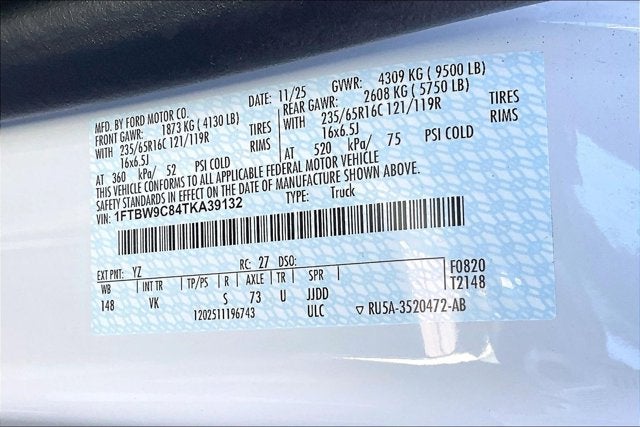 MFD. BY FORD MOTOR CO.
DATE: 11/25 GVWR: 4309 KG ( 9500 LB)
FRONT GAWR: 1873 KG ( 4130 LB) REAR GAWR: 2608 KG ( 5750 LB)
WITH 235/65R16C 121/119R TIRES WITH 235/65R16C 121/119R TIRES
16x6.5J RIMS 16x6.5J RIMS
AT 360 kPa/ 52 PSI COLD AT 520 kPa/ 75 PSI COLD
THIS VEHICLE CONFORMS TO ALL APPLICABLE FEDERAL MOTOR VEHICLE
SAFETY STANDARDS IN EFFECT ON THE DATE OF MANUFACTURE SHOWN ABOVE.
VIN: 1FTBW9C84TKA39132 TYPE: Truck
EXT PNT: YZ RC: 27 DSO: F0820
WB INT TR TP/PS R AXLE TR SPR T2148
148 VK S 73 U JJDD
1202511196743 ULC ▽ RU5A-3520472-AB